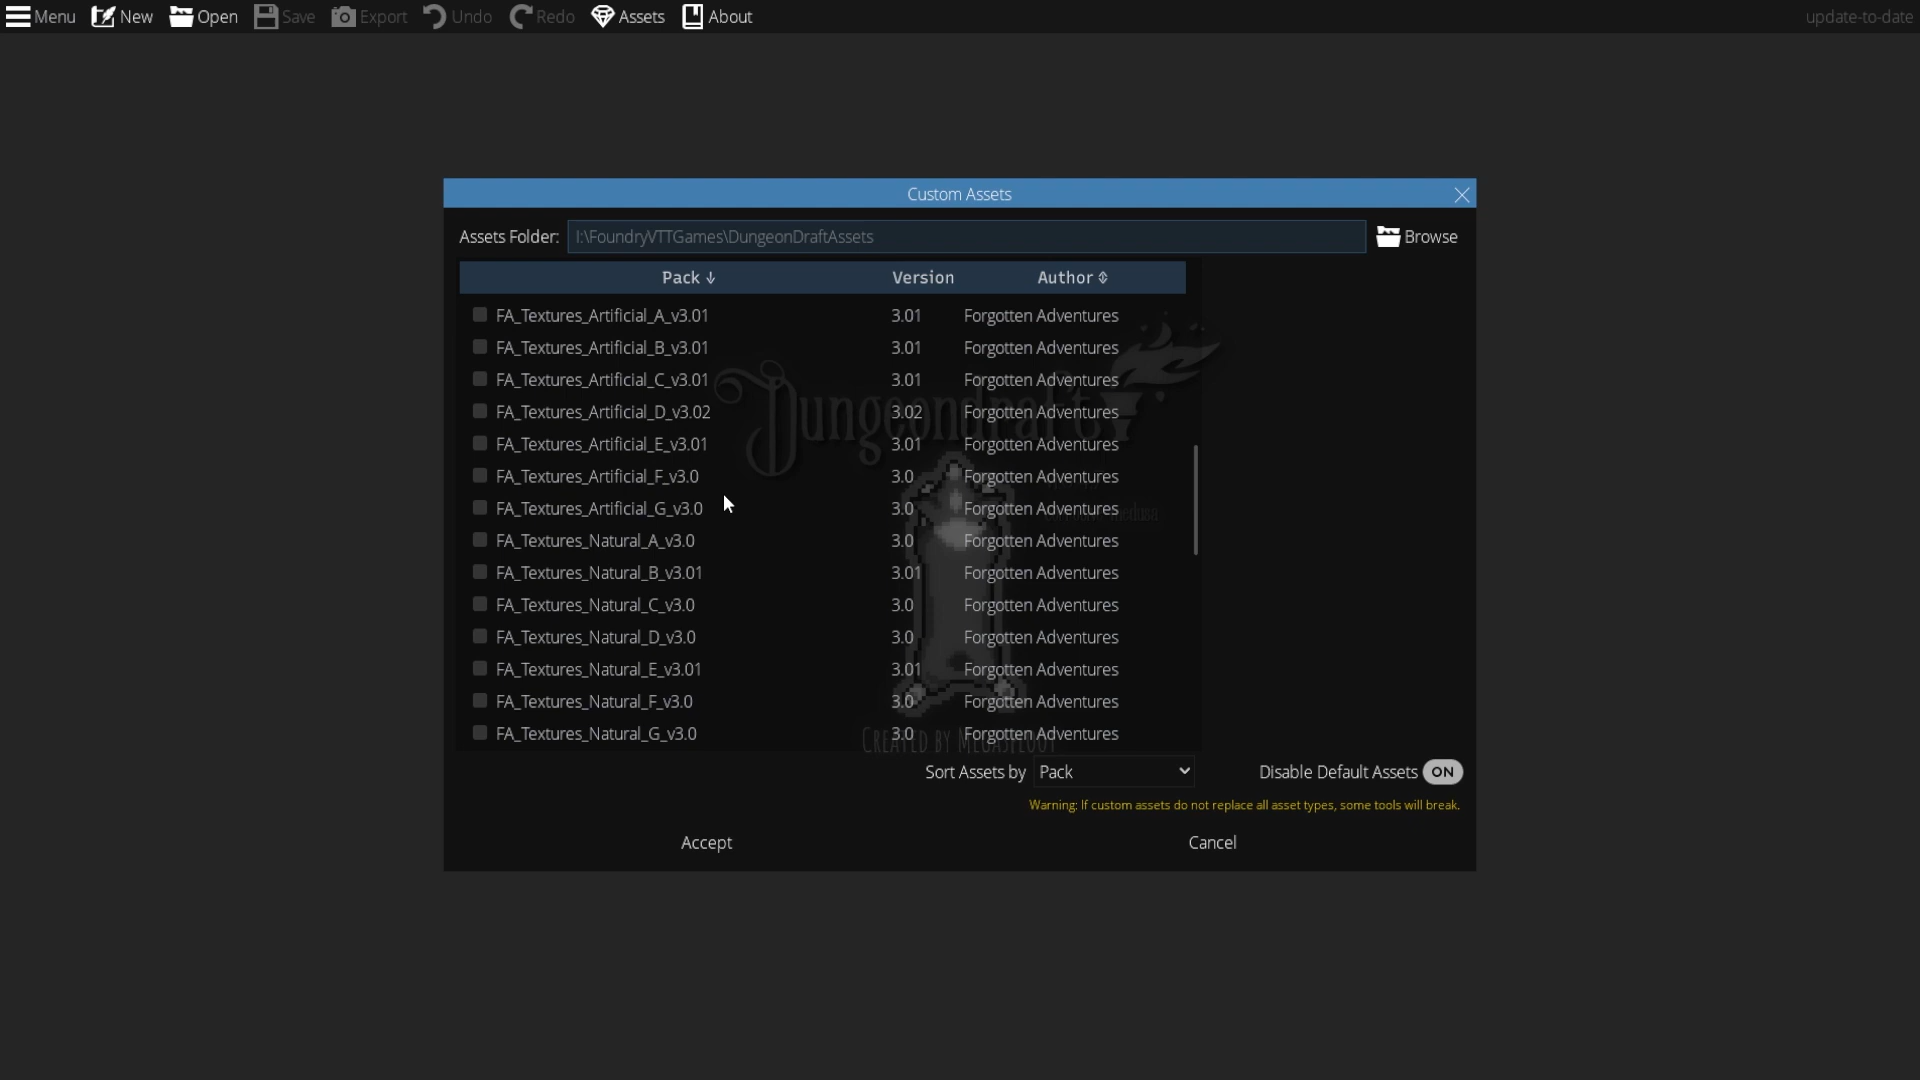 Menu New Open Save Export Undo Redo Assets About update-to-date
Custom Assets
Assets Folder: I:\FoundryVTTGames\DungeonDraftAssets Browse
Pack Version Author
FA_Textures_Artificial_A_v3.01 3.01 Forgotten Adventures
FA_Textures_Artificial_B_v3.01 3.01 Forgotten Adventures
FA_Textures_Artificial_C_v3.01 3.01 Forgotten Adventures
FA_Textures_Artificial_D_v3.02 3.02 Forgotten Adventures
Dungeondraft
FA_Textures_Artificial_E_v3.01 3.01 Forgotten Adventures
FA_Textures_Artificial_F_v3.0 3.0 Forgotten Adventures
FA_Textures_Artificial_G_v3.0 3.0 Forgotten Adventures
FA_Textures_Natural_A_v3.0 3.0 Forgotten Adventures
FA_Textures_Natural_B_v3.01 3.01 Forgotten Adventures
FA_Textures_Natural_C_v3.0 3.0 Forgotten Adventures
FA_Textures_Natural_D_v3.0 3.0 Forgotten Adventures
FA_Textures_Natural_E_v3.01 3.01 Forgotten Adventures
FA_Textures_Natural_F_v3.0 3.0 Forgotten Adventures
FA_Textures_Natural_G_v3.0 3.0 Forgotten Adventures
Created by Megasploot
Sort Assets by Pack Disable Default Assets ON
Warning: If custom assets do not replace all asset types, some tools will break.
Accept Cancel